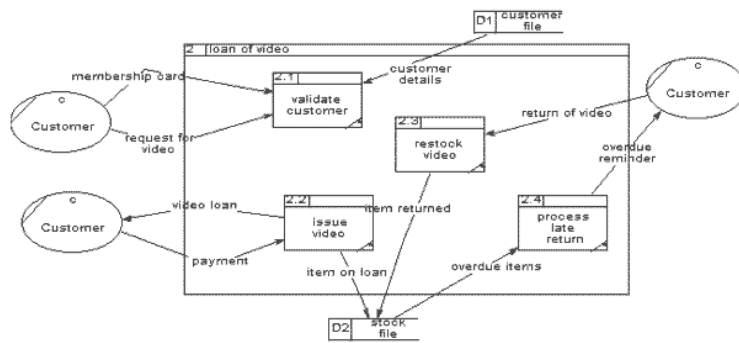 D1 customer
file
2 loan of video
c
Customer
membership card
request for
video
2.1
validate
customer
customer
details
2.3
restock
video
return of video
c
Customer
overdue
reminder
c
Customer
video loan
payment
2.2
issue
video
item returned
item on loan
2.4
process
late
return
overdue items
D2 stock
file